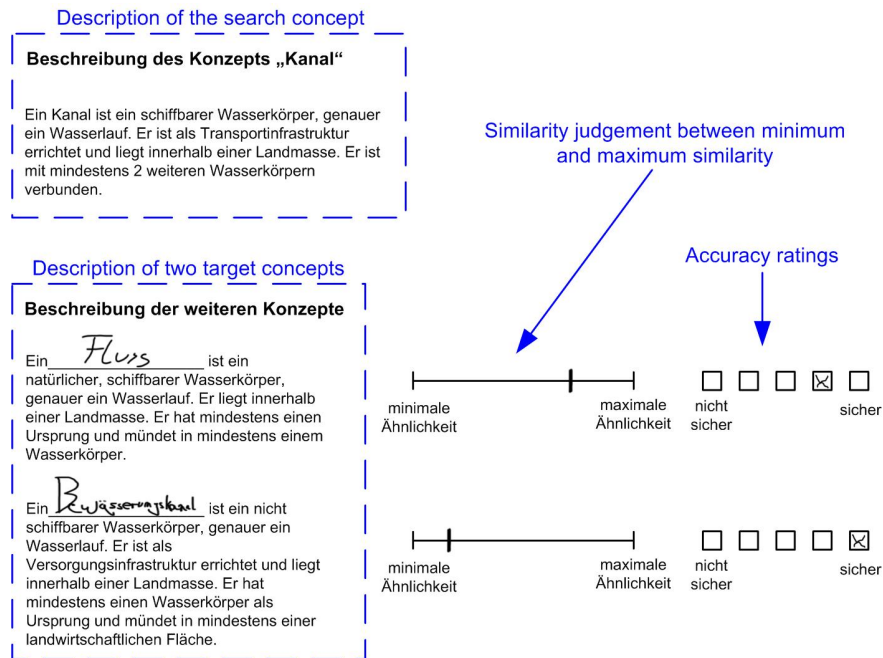 Description of the search concept
Beschreibung des Konzepts „Kanal“
Ein Kanal ist ein schiffbarer Wasserkörper, genauer
ein Wasserlauf. Er ist als Transportinfrastruktur
errichtet und liegt innerhalb einer Landmasse. Er ist
mit mindestens 2 weiteren Wasserkörpern
verbunden.
Similarity judgement between minimum
and maximum similarity
Accuracy ratings
Description of two target concepts
Beschreibung der weiteren Konzepte
Ein Fluss ist ein
natürlicher, schiffbarer Wasserkörper,
genauer ein Wasserlauf. Er liegt innerhalb
einer Landmasse. Er hat mindestens einen
Ursprung und mündet in mindestens einem
Wasserkörper.
minimale
Ähnlichkeit
maximale
Ähnlichkeit
nicht
sicher
sicher
Ein Bewässerungskanal ist ein nicht
schiffbarer Wasserkörper, genauer ein
Wasserlauf. Er ist als
Versorgungsinfrastruktur errichtet und liegt
innerhalb einer Landmasse. Er hat
mindestens einen Wasserkörper als
Ursprung und mündet in mindestens einer
landwirtschaftlichen Fläche.
minimale
Ähnlichkeit
maximale
Ähnlichkeit
nicht
sicher
sicher